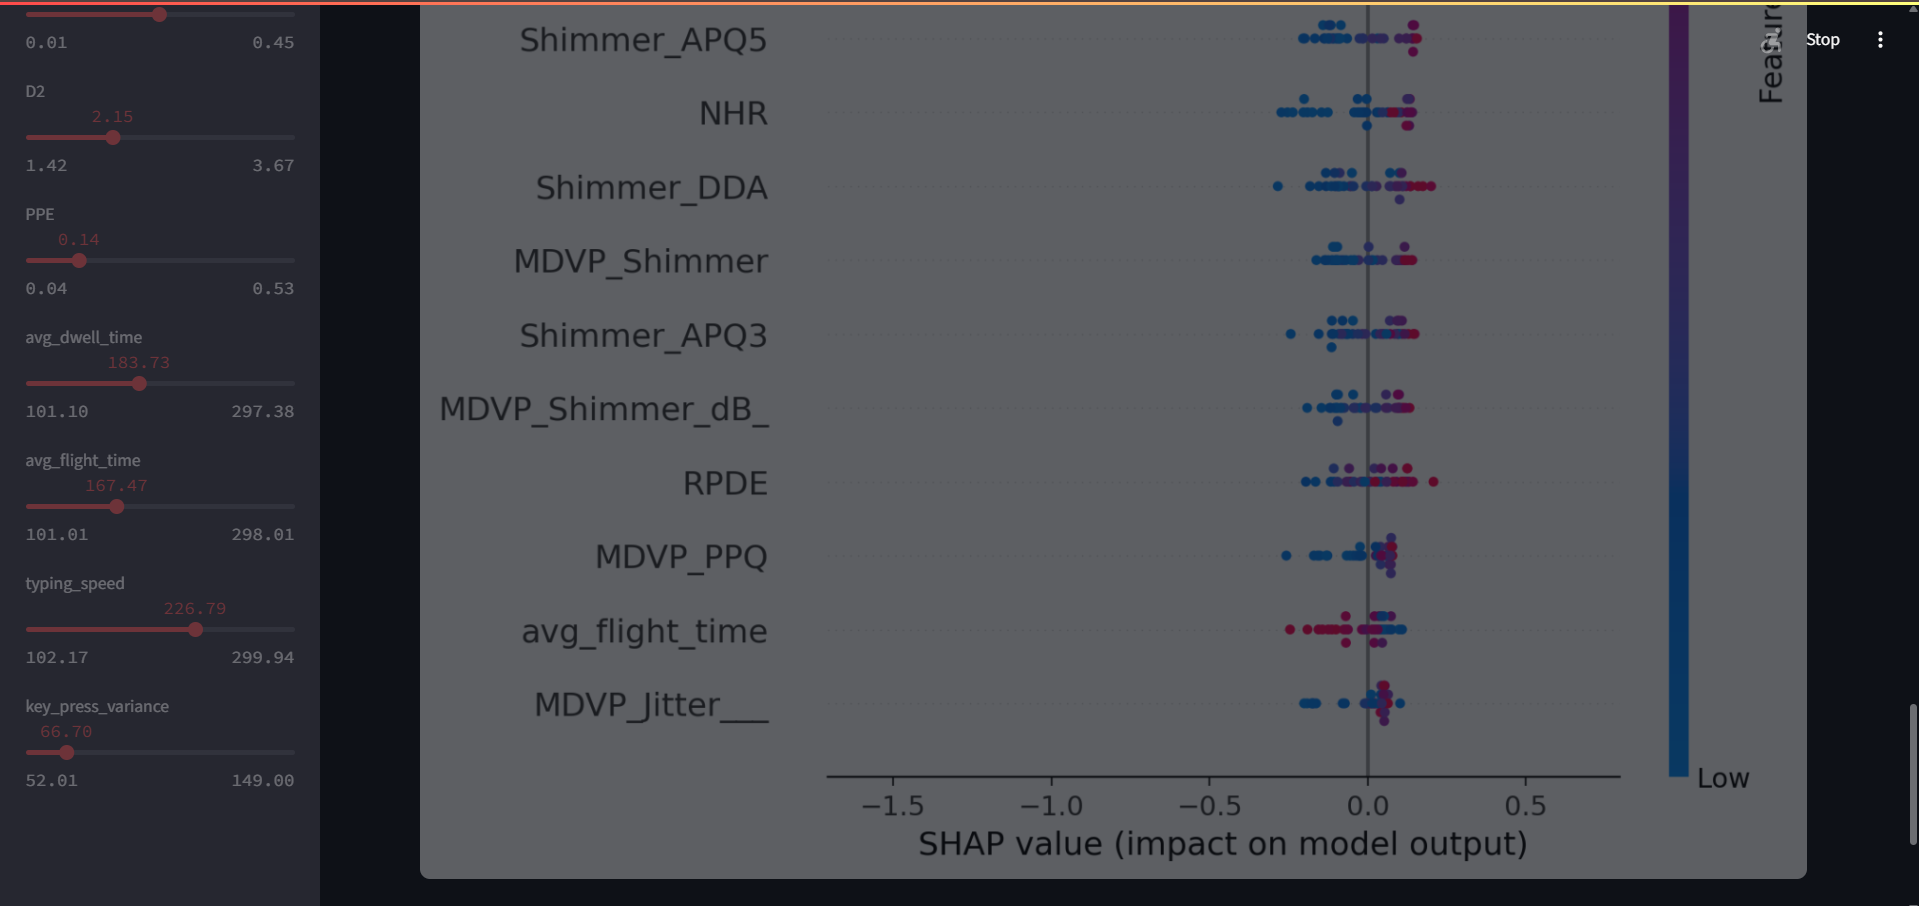 0.01 0.45
D2
2.15
1.42 3.67
PPE
0.14
0.04 0.53
avg_dwell_time
183.73
101.10 297.38
avg_flight_time
167.47
101.01 298.01
typing_speed
226.79
102.17 299.94
key_press_variance
66.70
52.01 149.00
Shimmer_APQ5
NHR
Shimmer_DDA
MDVP_Shimmer
Shimmer_APQ3
MDVP_Shimmer_dB_
RPDE
MDVP_PPQ
avg_flight_time
MDVP_Jitter___
−1.5 −1.0 −0.5 0.0 0.5
SHAP value (impact on model output)
Low
Stop